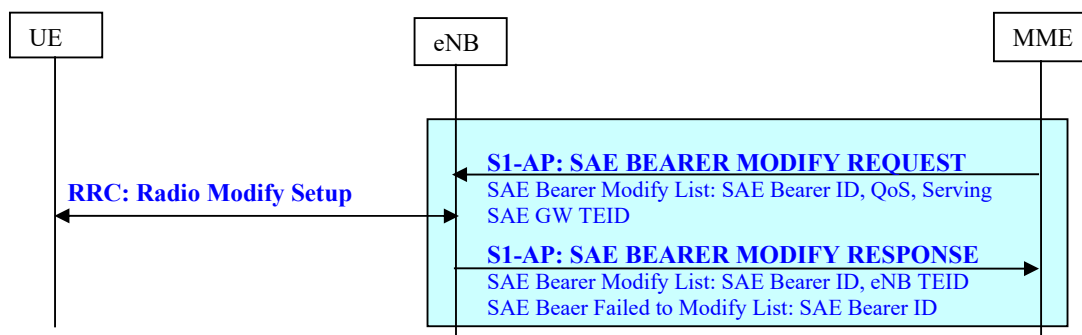 UE
eNB
MME
S1-AP: SAE BEARER MODIFY REQUEST
SAE Bearer Modify List: SAE Bearer ID, QoS, Serving
SAE GW TEID
RRC: Radio Modify Setup
S1-AP: SAE BEARER MODIFY RESPONSE
SAE Bearer Modify List: SAE Bearer ID, eNB TEID
SAE Beaer Failed to Modify List: SAE Bearer ID